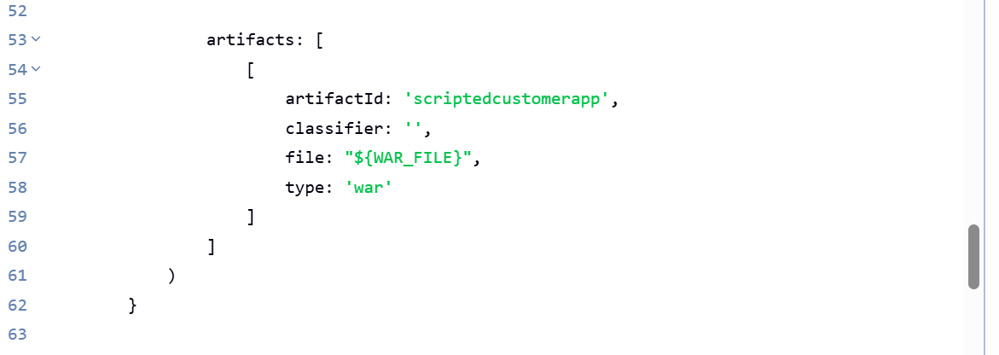 52
53 artifacts: [
54 [
55 artifactId: 'scriptedcustomerapp',
56 classifier: '',
57 file: "${WAR_FILE}",
58 type: 'war'
59 ]
60 ]
61 )
62 }
63